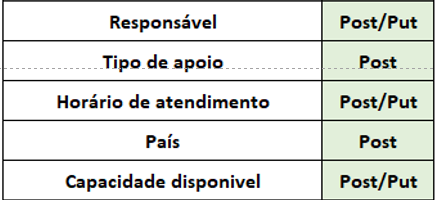 Responsável Post/Put
Tipo de apoio Post
Horário de atendimento Post/Put
País Post
Capacidade disponivel Post/Put